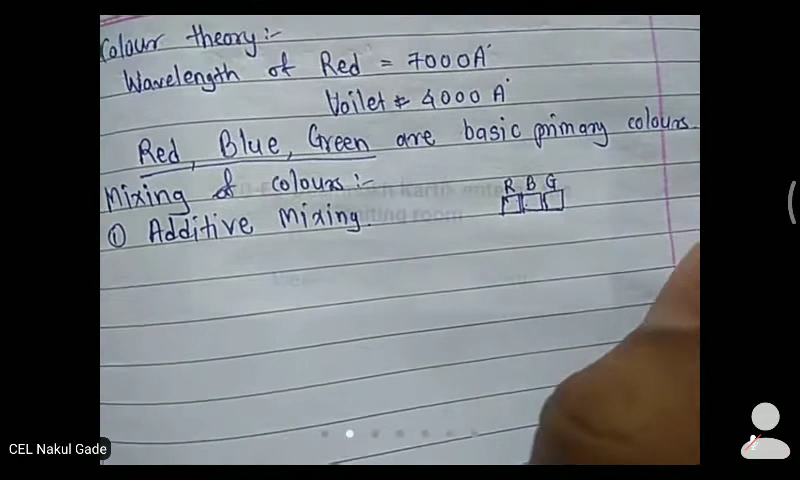 Colour theory:-
Wavelength of Red = 7000A°
Voilet = 4000 A°
Red, Blue, Green are basic primary colours.
Mixing of colours:-
R B G
① Additive mixing.
CEL Nakul Gade